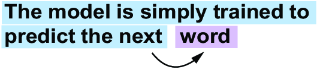 The model is simply trained to
predict the next word